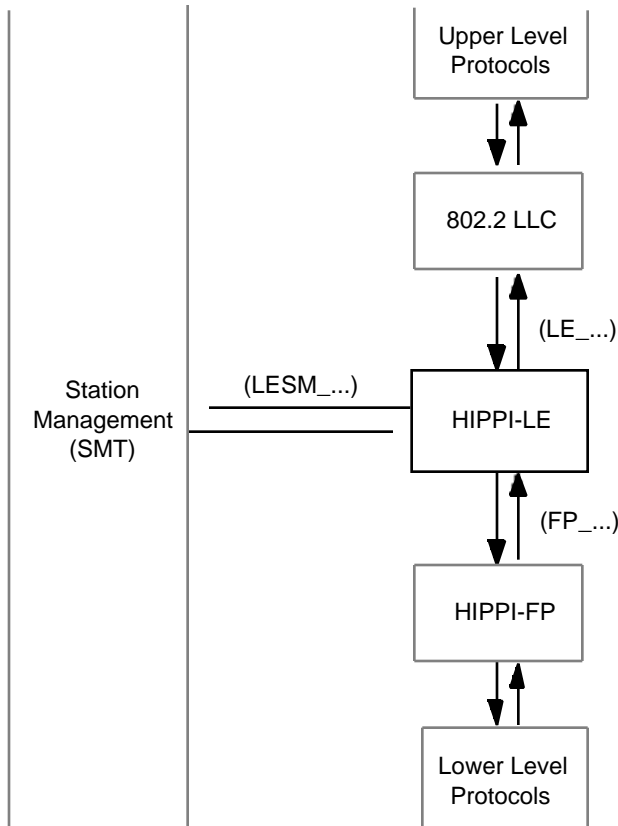 Upper Level
Protocols
802.2 LLC
(LE_...)
(LESM_...)
Station
Management
(SMT)
HIPPI-LE
(FP_...)
HIPPI-FP
Lower Level
Protocols